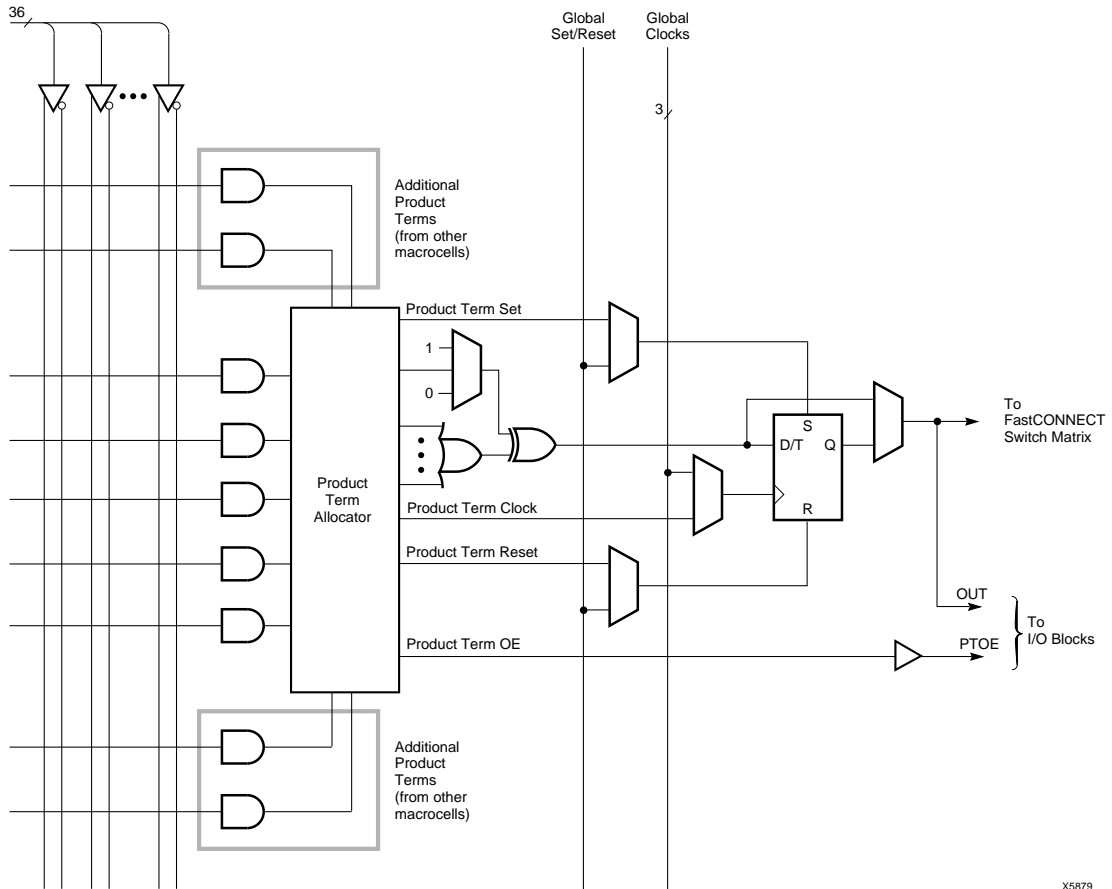 36
Global
Set/Reset
Global
Clocks
3
Additional
Product
Terms
(from other
macrocells)
Product Term Set
1
0
Product
Term
Allocator
Product Term Clock
Product Term Reset
Product Term OE
S
D/T
Q
R
To
FastCONNECT
Switch Matrix
OUT
PTOE
To
I/O Blocks
Additional
Product
Terms
(from other
macrocells)
X5879